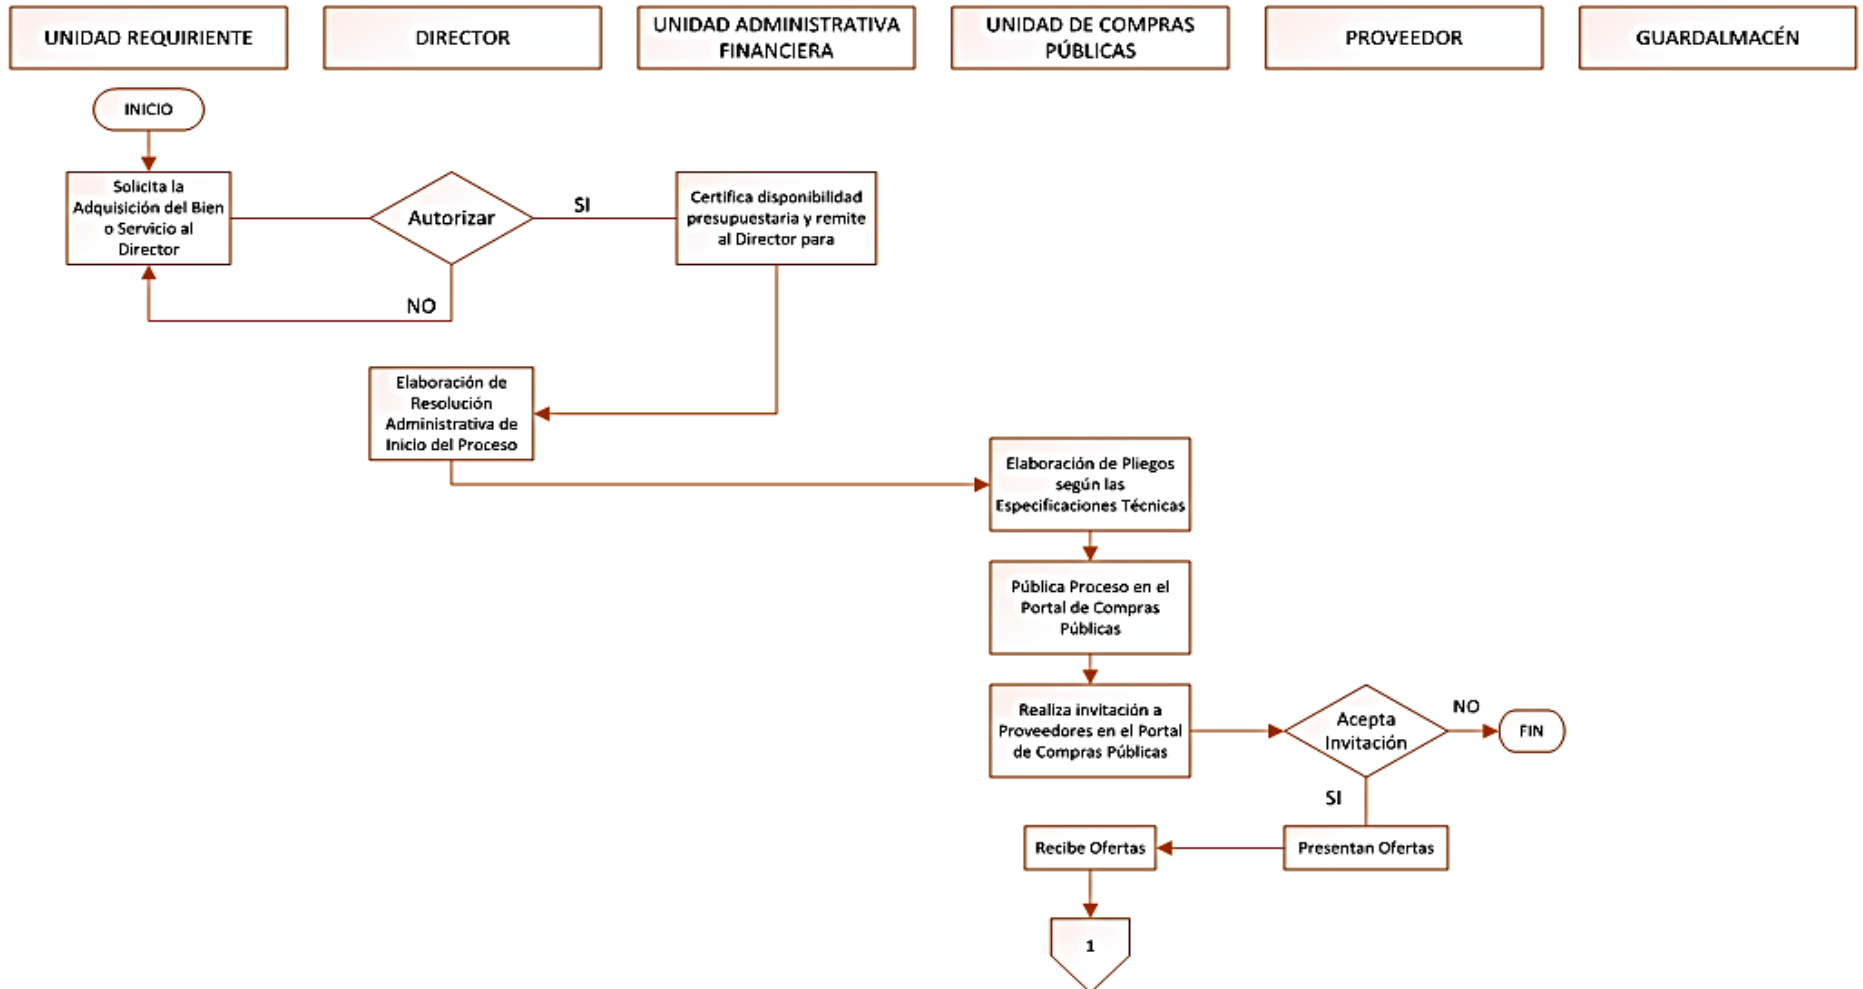 UNIDAD REQUIRIENTE
DIRECTOR
UNIDAD ADMINISTRATIVA
FINANCIERA
UNIDAD DE COMPRAS
PÚBLICAS
PROVEEDOR
GUARDALMACÉN
INICIO
Solicita la
Adquisición del Bien
o Servicio al
Director
Autorizar
SI
Certifica disponibilidad
presupuestaria y remite
al Director para
NO
Elaboración de
Resolución
Administrativa de
Inicio del Proceso
Elaboración de Pliegos
según las
Especificaciones Técnicas
Pública Proceso en el
Portal de Compras
Públicas
Realiza invitación a
Proveedores en el Portal
de Compras Públicas
Acepta
Invitación
NO
FIN
SI
Recibe Ofertas
Presentan Ofertas
1